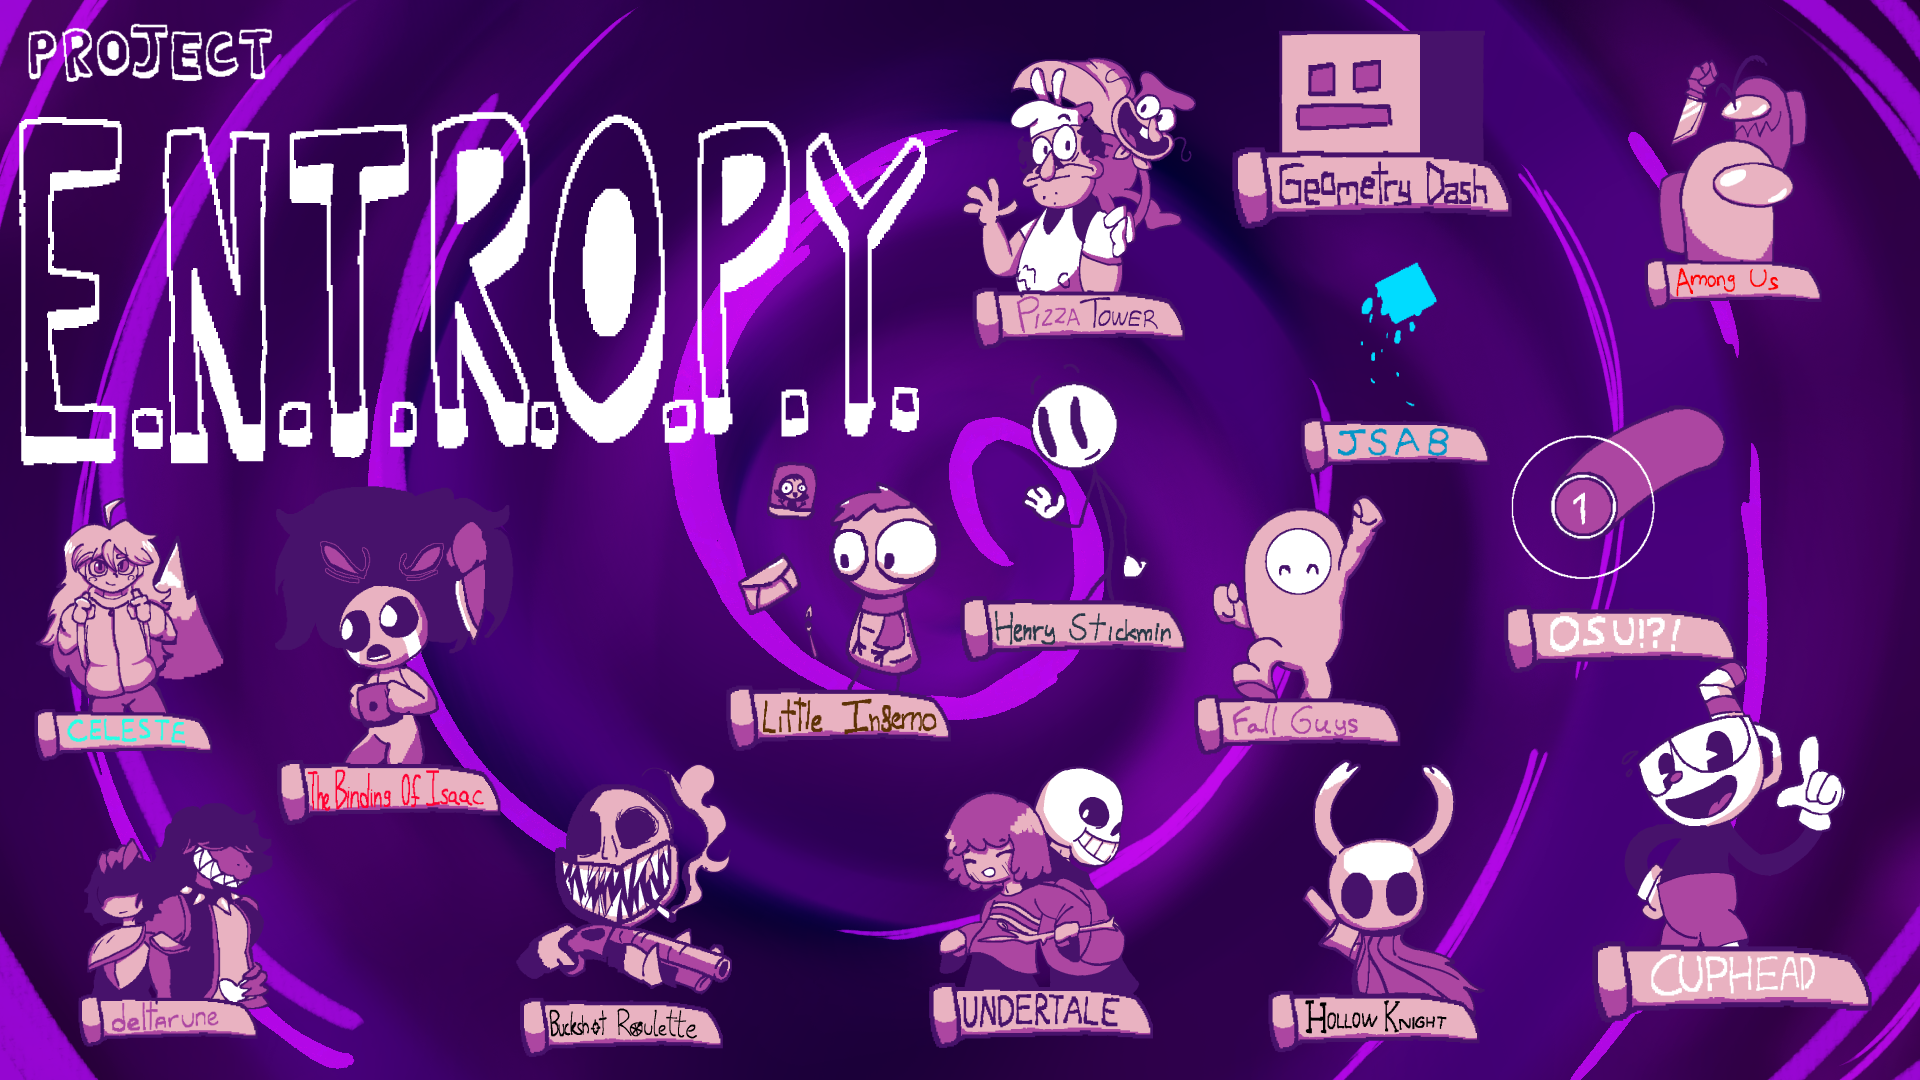 PROJECT
E.N.T.R.O.P.Y.
PIZZA TOWER
Geometry Dash
Among Us
JSAB
1
Henry Stickmin
OSU!?!
CELESTE
The Binding Of Isaac
Little Inferno
Fall Guys
deltarune
Buckshot Roulette
UNDERTALE
HOLLOW KNIGHT
CUPHEAD